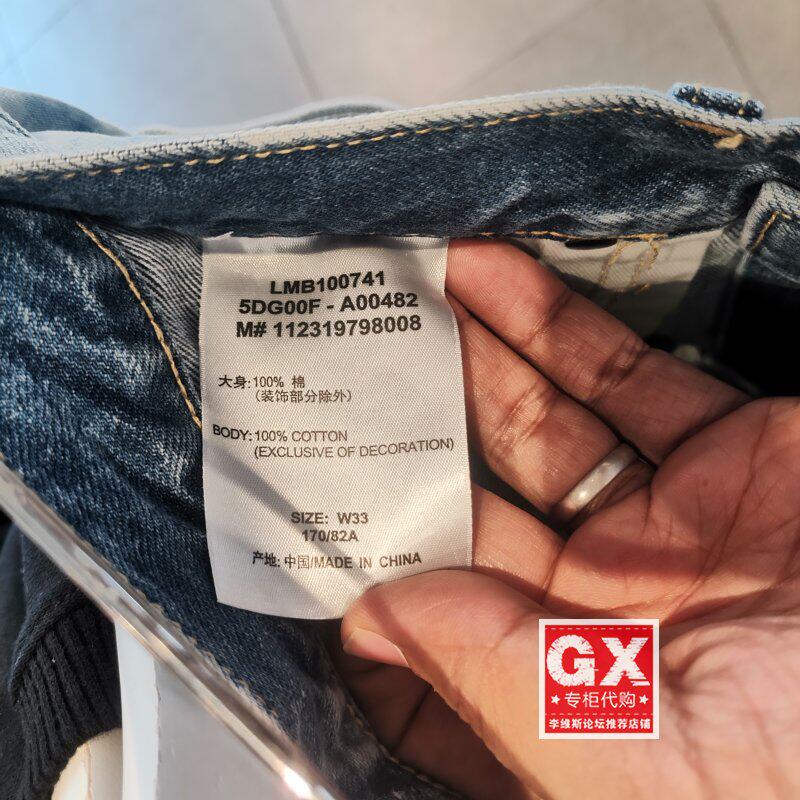 LMB100741
5DG00F - A00482
M# 112319798008
大身: 100% 棉
(装饰部分除外)
BODY: 100% COTTON
(EXCLUSIVE OF DECORATION)
SIZE: W33
170/82A
产地: 中国/MADE IN CHINA
GX
★专柜代购★
李维斯论坛推荐店铺